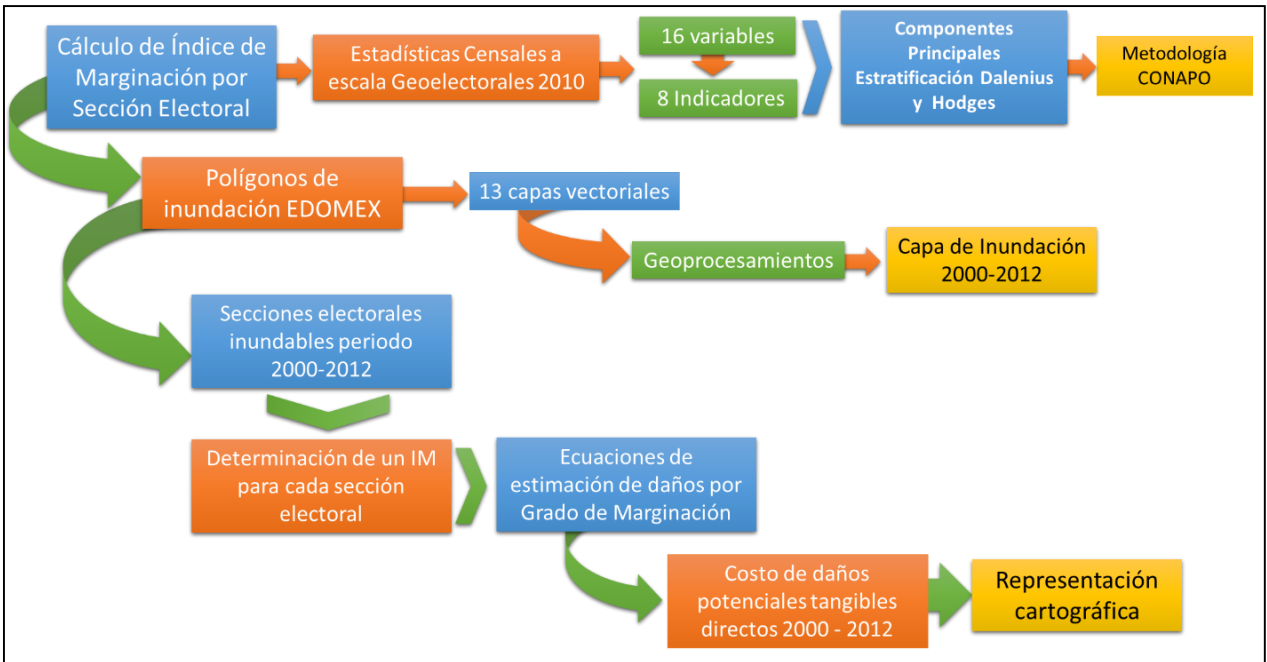 Cálculo de Índice de
Marginación por
Sección Electoral
Estadísticas Censales a
escala Geoelectorales 2010
16 variables
8 Indicadores
Componentes
Principales
Estratificación Dalenius
y Hodges
Metodología
CONAPO
Polígonos de
inundación EDOMEX
13 capas vectoriales
Geoprocesamientos
Capa de Inundación
2000-2012
Secciones electorales
inundables periodo
2000-2012
Determinación de un IM
para cada sección
electoral
Ecuaciones de
estimación de daños por
Grado de Marginación
Costo de daños
potenciales tangibles
directos 2000 - 2012
Representación
cartográfica